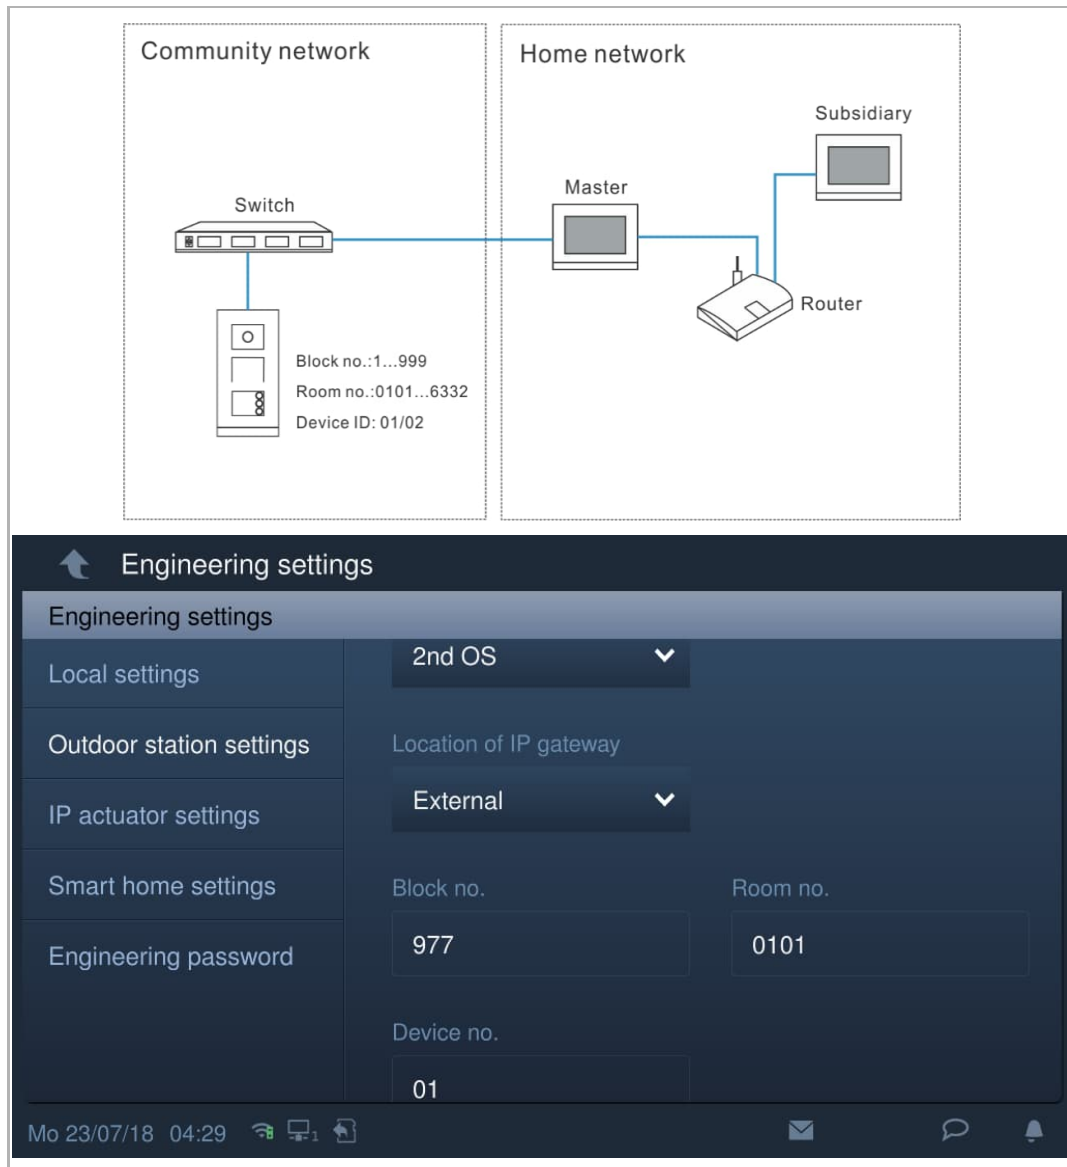 Community network
Home network
Subsidiary
Master
Switch
Router
Block no.:1...999
Room no.:0101...6332
Device ID: 01/02
Engineering settings
Engineering settings
Local settings
Outdoor station settings
IP actuator settings
Smart home settings
Engineering password
2nd OS
Location of IP gateway
External
Block no. Room no.
977 0101
Device no.
01
Mo 23/07/18 04:29 1